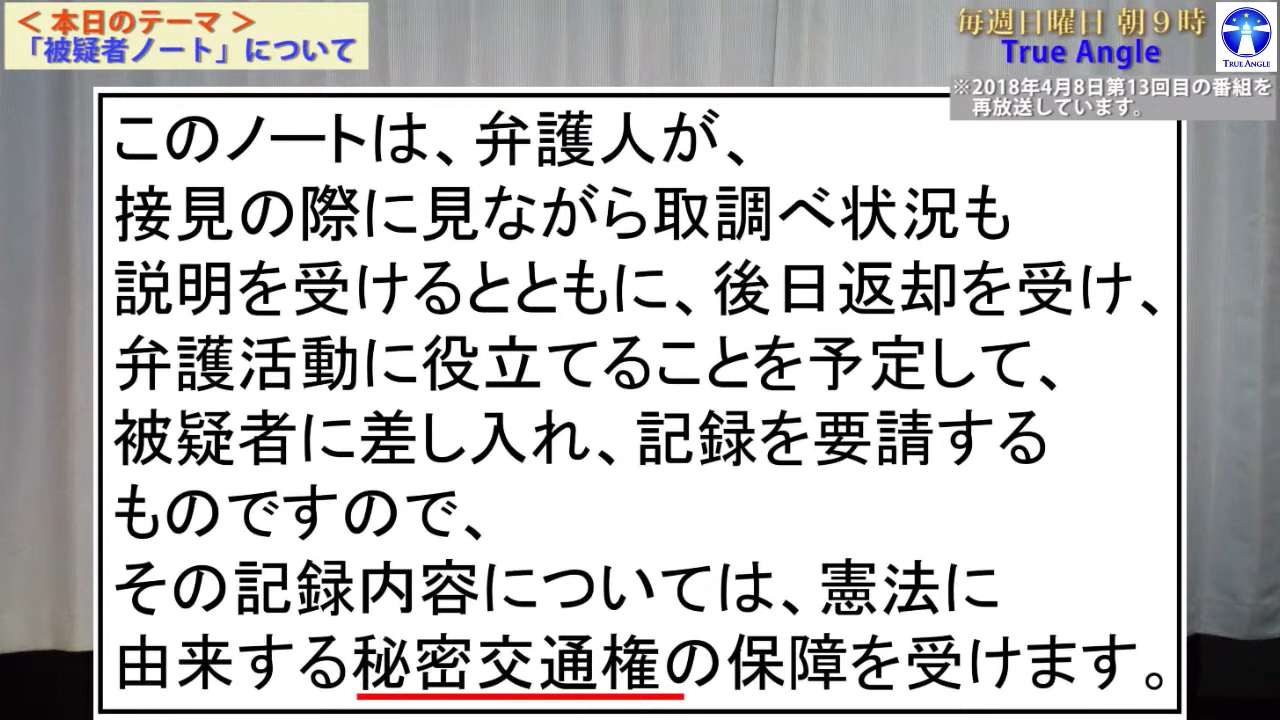 ＜ 本日のテーマ ＞
「被疑者ノート」について
毎週日曜日 朝９時
True Angle
TRUE ANGLE
※2018年4月8日第13回目の番組を
再放送しています。
このノートは、弁護人が、
接見の際に見ながら取調べ状況も
説明を受けるとともに、後日返却を受け、
弁護活動に役立てることを予定して、
被疑者に差し入れ、記録を要請する
ものですので、
その記録内容については、憲法に
由来する秘密交通権の保障を受けます。